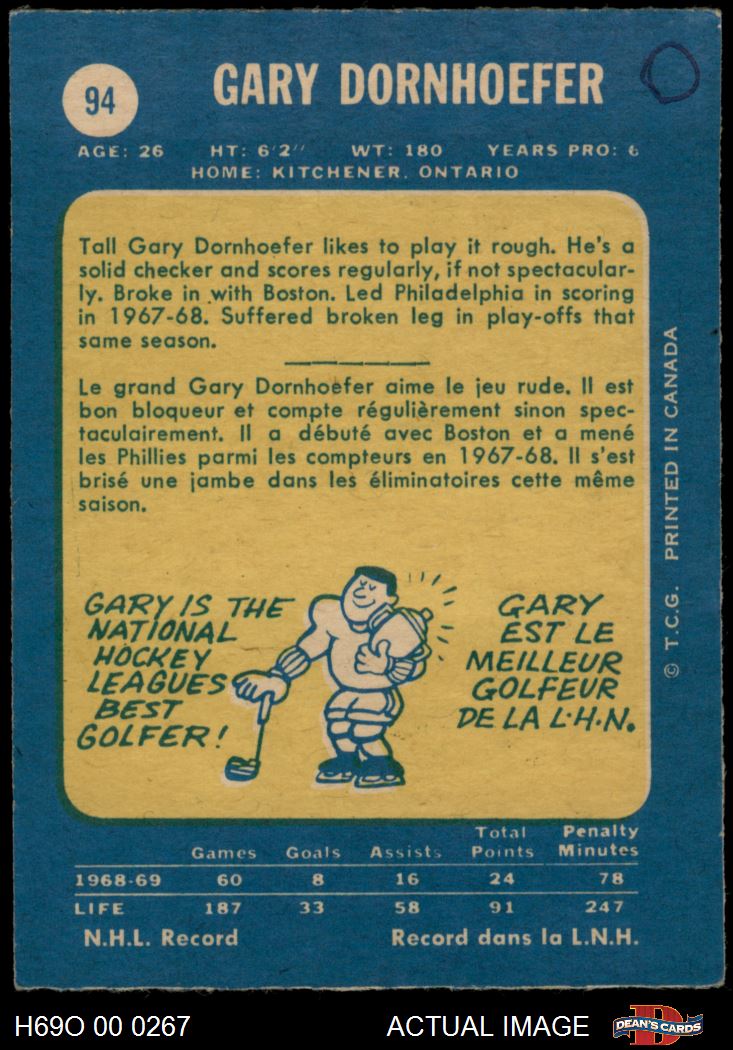 94
GARY DORNHOEFER
AGE: 26 HT: 6'2'' WT: 180 YEARS PRO: 6
HOME: KITCHENER, ONTARIO
Tall Gary Dornhoefer likes to play it rough. He's a
solid checker and scores regularly, if not spectacular-
ly. Broke in with Boston. Led Philadelphia in scoring
in 1967-68. Suffered broken leg in play-offs that
same season.
Le grand Gary Dornhoefer aime le jeu rude. Il est
bon bloqueur et compte régulièrement sinon spec-
taculairement. Il a débuté avec Boston et a mené
les Phillies parmi les compteurs en 1967-68. Il s'est
brisé une jambe dans les éliminatoires cette même
saison.
GARY IS THE
NATIONAL
HOCKEY
LEAGUES
BEST
GOLFER!
GARY
EST LE
MEILLEUR
GOLFEUR
DE LA L.H.N.
© T.C.G. PRINTED IN CANADA
Games Goals Assists Total Points Penalty Minutes
1968-69 60 8 16 24 78
LIFE 187 33 58 91 247
N.H.L. Record Record dans la L.N.H.
H69O 00 0267 ACTUAL IMAGE DEAN'S CARDS